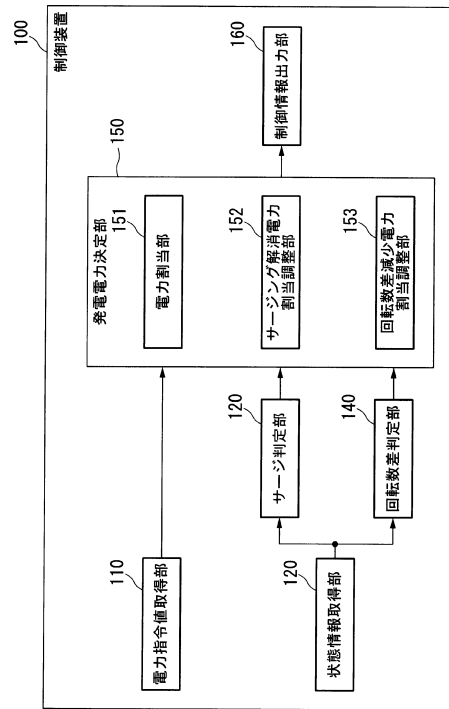 100
制御装置
150
発電電力決定部
151
電力割当部
152
サージング解消電力
割当調整部
153
回転数差減少電力
割当調整部
160
制御情報出力部
110
電力指令値取得部
120
サージ判定部
120
状態情報取得部
140
回転数差判定部